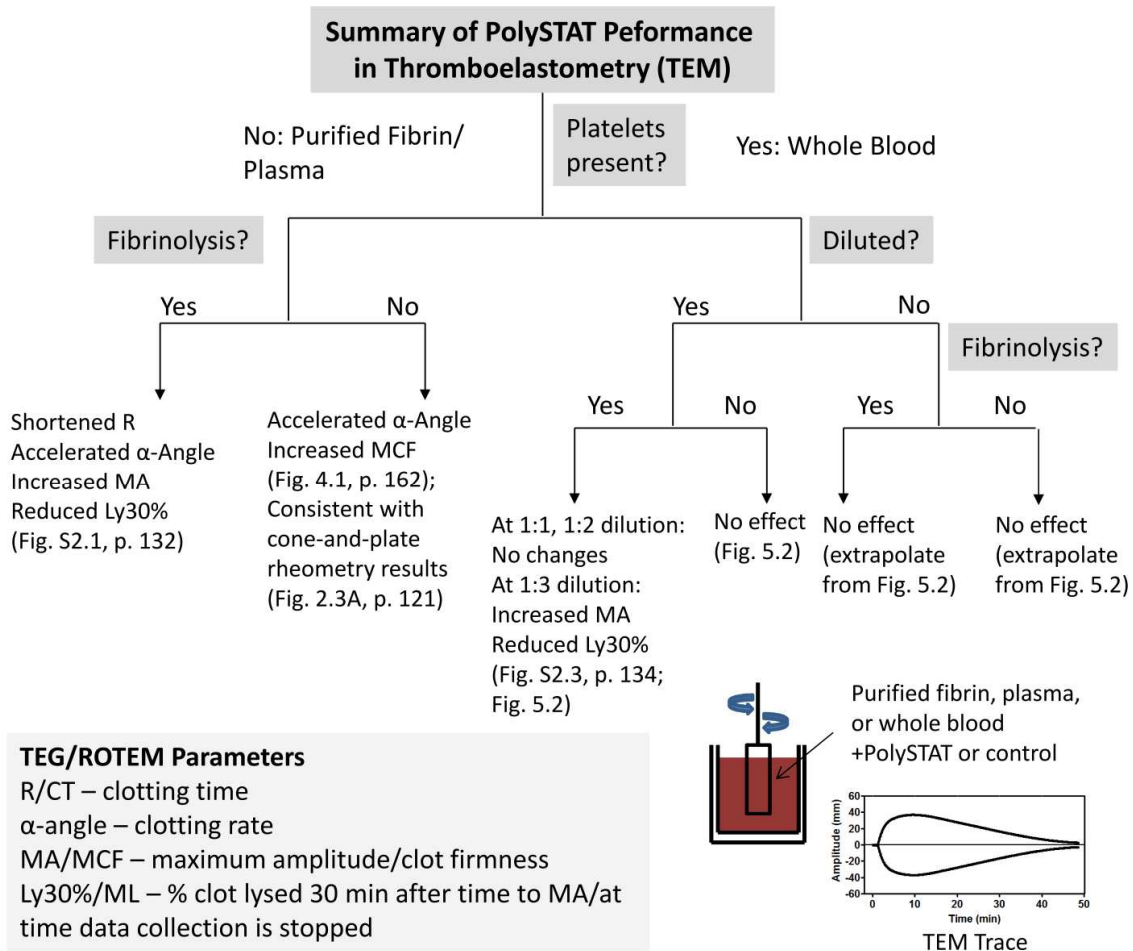 Summary of PolySTAT Peformance
in Thromboelastometry (TEM)
No: Purified Fibrin/
Plasma
Platelets
present?
Yes: Whole Blood
Fibrinolysis?
Diluted?
Yes
No
Yes
No
Fibrinolysis?
Yes
No
Yes
No
Shortened R
Accelerated α-Angle
Increased MA
Reduced Ly30%
(Fig. S2.1, p. 132)
Accelerated α-Angle
Increased MCF
(Fig. 4.1, p. 162);
Consistent with
cone-and-plate
rheometry results
(Fig. 2.3A, p. 121)
At 1:1, 1:2 dilution:
No changes
At 1:3 dilution:
Increased MA
Reduced Ly30%
(Fig. S2.3, p. 134;
Fig. 5.2)
No effect
(Fig. 5.2)
No effect
(extrapolate
from Fig. 5.2)
No effect
(extrapolate
from Fig. 5.2)
TEG/ROTEM Parameters
R/CT – clotting time
α-angle – clotting rate
MA/MCF – maximum amplitude/clot firmness
Ly30%/ML – % clot lysed 30 min after time to MA/at
time data collection is stopped
Purified fibrin, plasma,
or whole blood
+PolySTAT or control
Amplitude (mm)
60
40
20
0
-20
-40
-60
0 10 20 30 40 50
Time (min)
TEM Trace